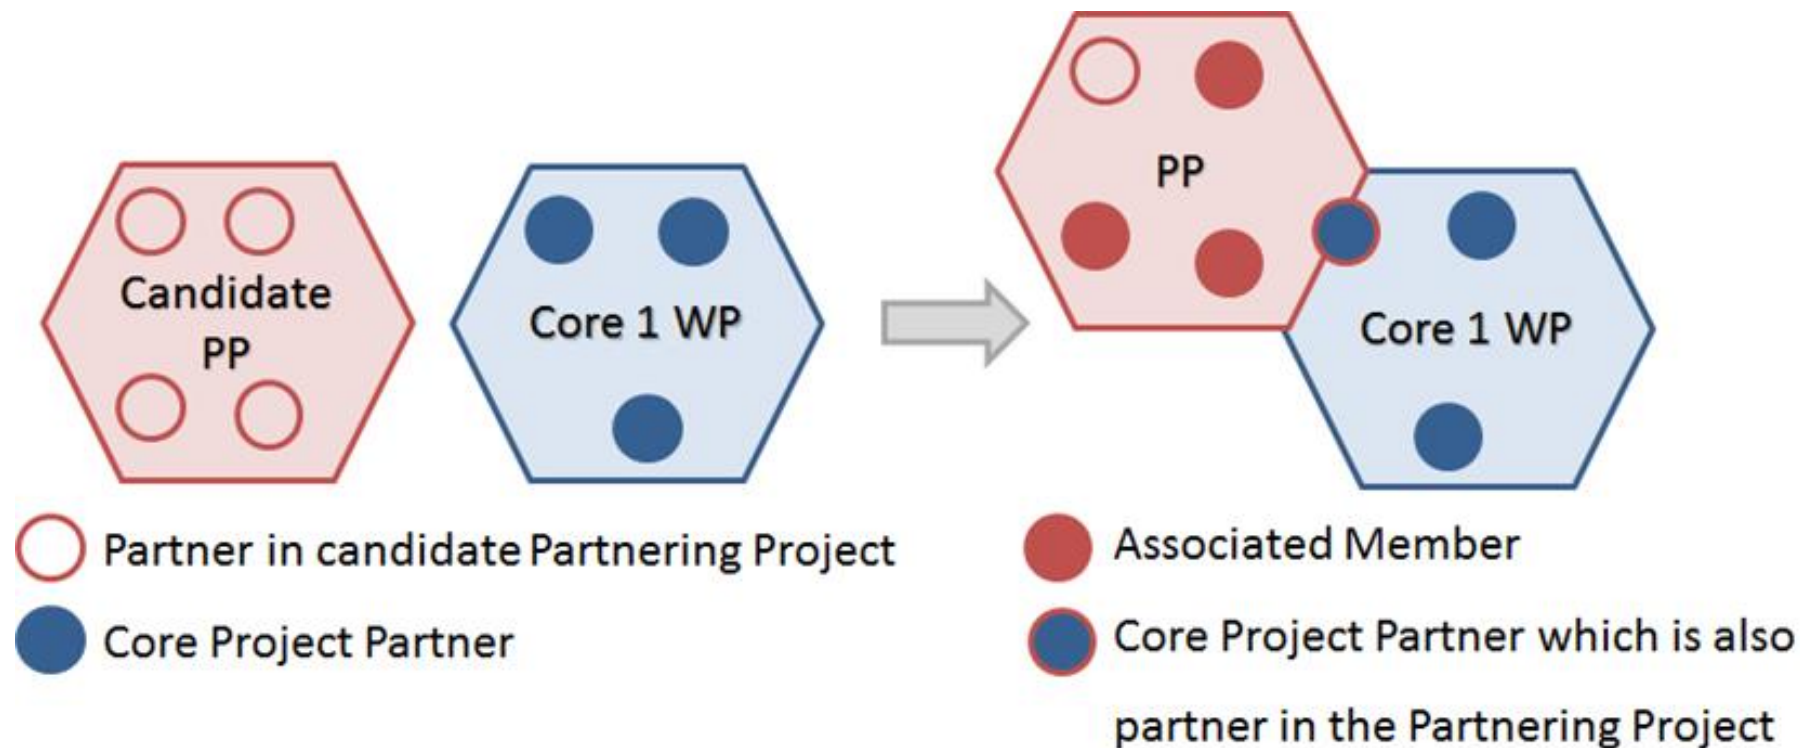 Candidate
PP
Core 1 WP
PP
Core 1 WP
Partner in candidate Partnering Project
Core Project Partner
Associated Member
Core Project Partner which is also
partner in the Partnering Project